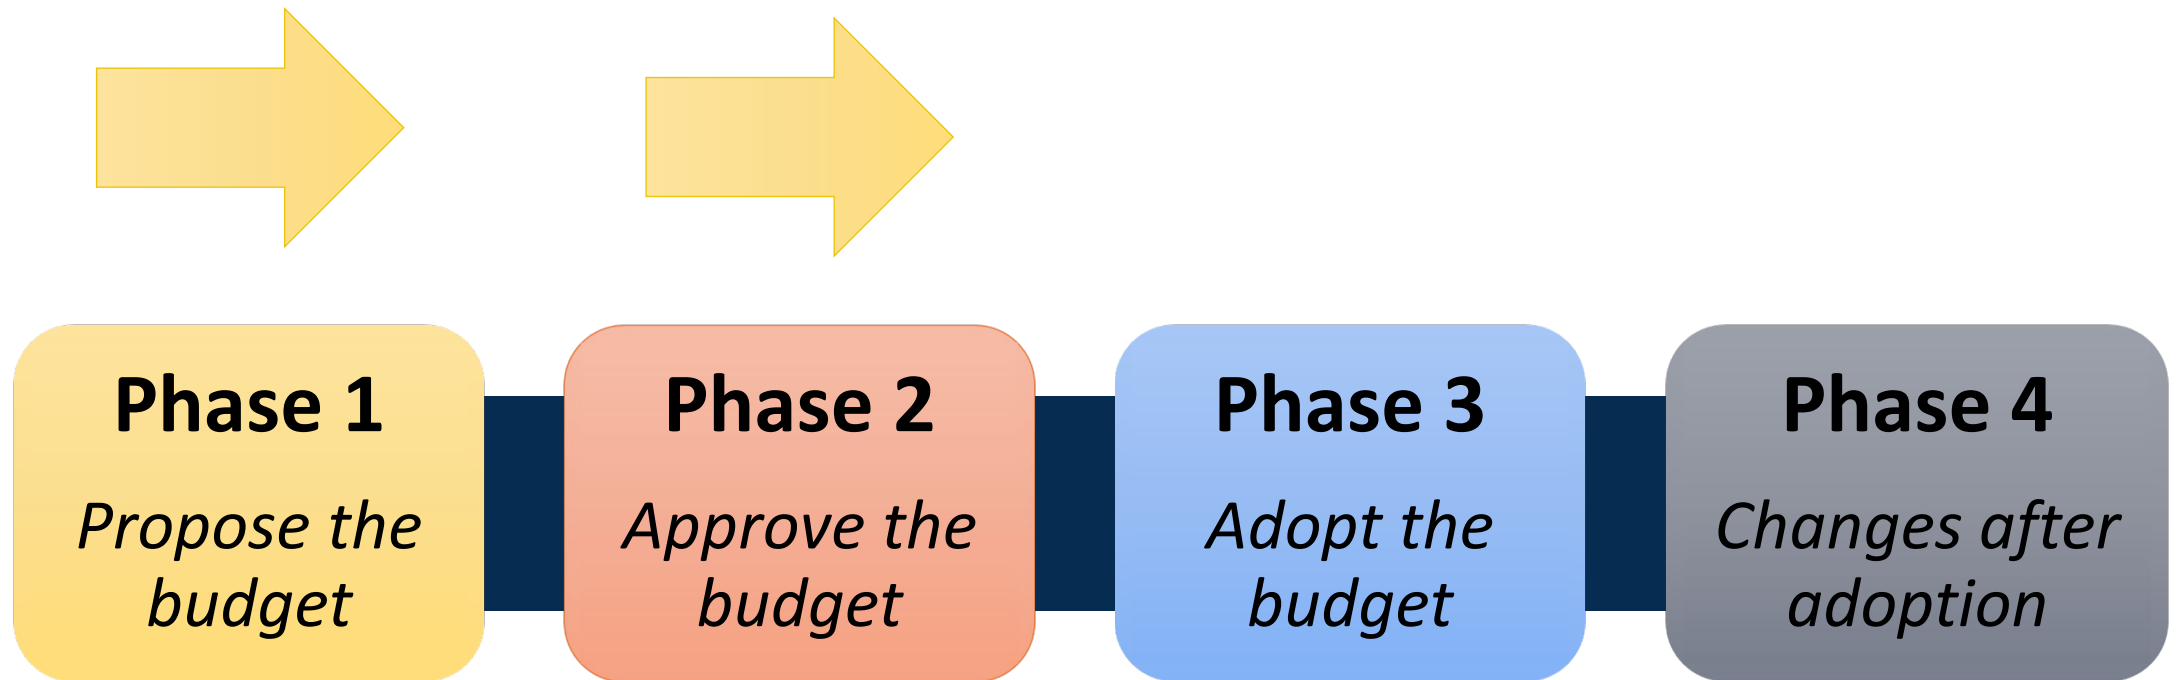 Phase 1
Propose the
budget
Phase 2
Approve the
budget
Phase 3
Adopt the
budget
Phase 4
Changes after
adoption